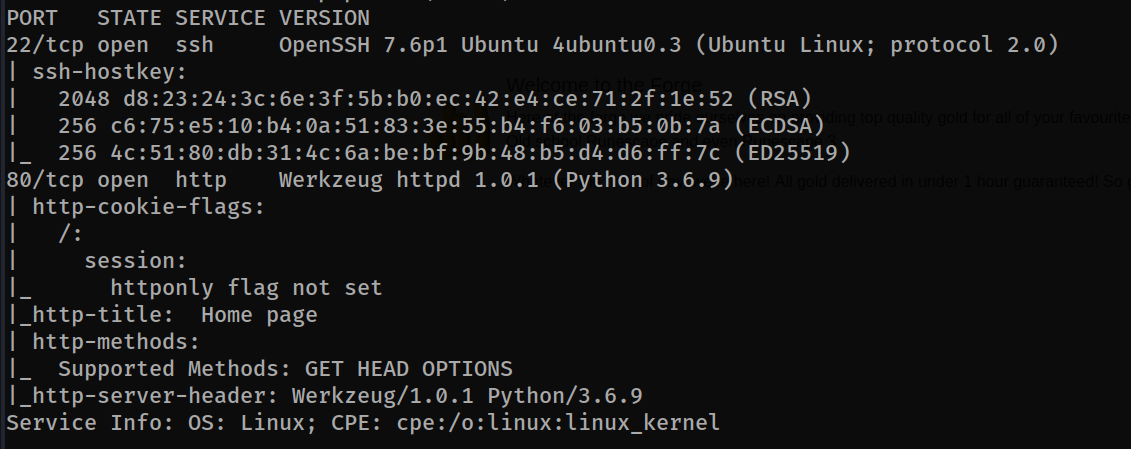 PORT   STATE SERVICE VERSION
22/tcp open  ssh     OpenSSH 7.6p1 Ubuntu 4ubuntu0.3 (Ubuntu Linux; protocol 2.0)
| ssh-hostkey:
|   2048 d8:23:24:3c:6e:3f:5b:b0:ec:42:e4:ce:71:2f:1e:52 (RSA)
|   256 c6:75:e5:10:b4:0a:51:83:3e:55:b4:f6:03:b5:0b:7a (ECDSA)
|_  256 4c:51:80:db:31:4c:6a:be:bf:9b:48:b5:d4:d6:ff:7c (ED25519)
80/tcp open  http    Werkzeug httpd 1.0.1 (Python 3.6.9)
| http-cookie-flags:
|   /:
|     session:
|_      httponly flag not set
|_http-title:  Home page
| http-methods:
|_  Supported Methods: GET HEAD OPTIONS
|_http-server-header: Werkzeug/1.0.1 Python/3.6.9
Service Info: OS: Linux; CPE: cpe:/o:linux:linux_kernel
Welcome to the Forge
top quality gold for all of your favourite
here! All gold delivered in under 1 hour guaranteed! So